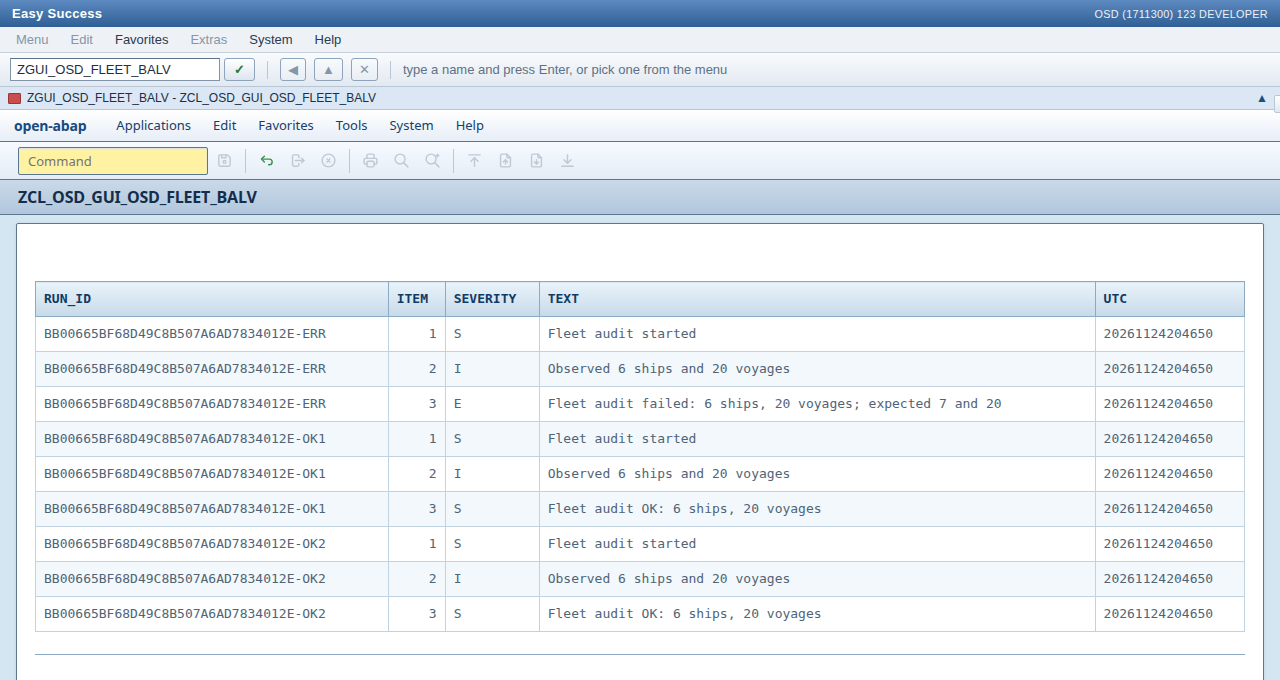 Easy Success OSD (1711300) 123 DEVELOPER
Menu Edit Favorites Extras System Help
ZGUI_OSD_FLEET_BALV ✓ ◀ ▲ ✕ type a name and press Enter, or pick one from the menu
ZGUI_OSD_FLEET_BALV - ZCL_OSD_GUI_OSD_FLEET_BALV ▲
open-abap Applications Edit Favorites Tools System Help
Command
ZCL_OSD_GUI_OSD_FLEET_BALV
RUN_ID ITEM SEVERITY TEXT UTC
BB00665BF68D49C8B507A6AD7834012E-ERR 1 S Fleet audit started 20261124204650
BB00665BF68D49C8B507A6AD7834012E-ERR 2 I Observed 6 ships and 20 voyages 20261124204650
BB00665BF68D49C8B507A6AD7834012E-ERR 3 E Fleet audit failed: 6 ships, 20 voyages; expected 7 and 20 20261124204650
BB00665BF68D49C8B507A6AD7834012E-OK1 1 S Fleet audit started 20261124204650
BB00665BF68D49C8B507A6AD7834012E-OK1 2 I Observed 6 ships and 20 voyages 20261124204650
BB00665BF68D49C8B507A6AD7834012E-OK1 3 S Fleet audit OK: 6 ships, 20 voyages 20261124204650
BB00665BF68D49C8B507A6AD7834012E-OK2 1 S Fleet audit started 20261124204650
BB00665BF68D49C8B507A6AD7834012E-OK2 2 I Observed 6 ships and 20 voyages 20261124204650
BB00665BF68D49C8B507A6AD7834012E-OK2 3 S Fleet audit OK: 6 ships, 20 voyages 20261124204650